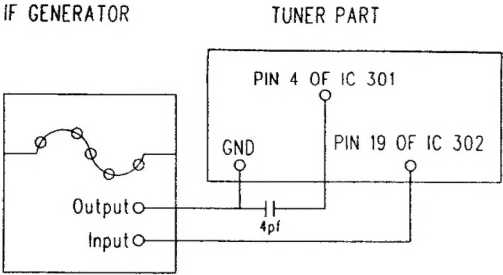 IF GENERATOR
TUNER PART
PIN 4 OF IC 301
GND
PIN 19 OF IC 302
Output
4pf
Input